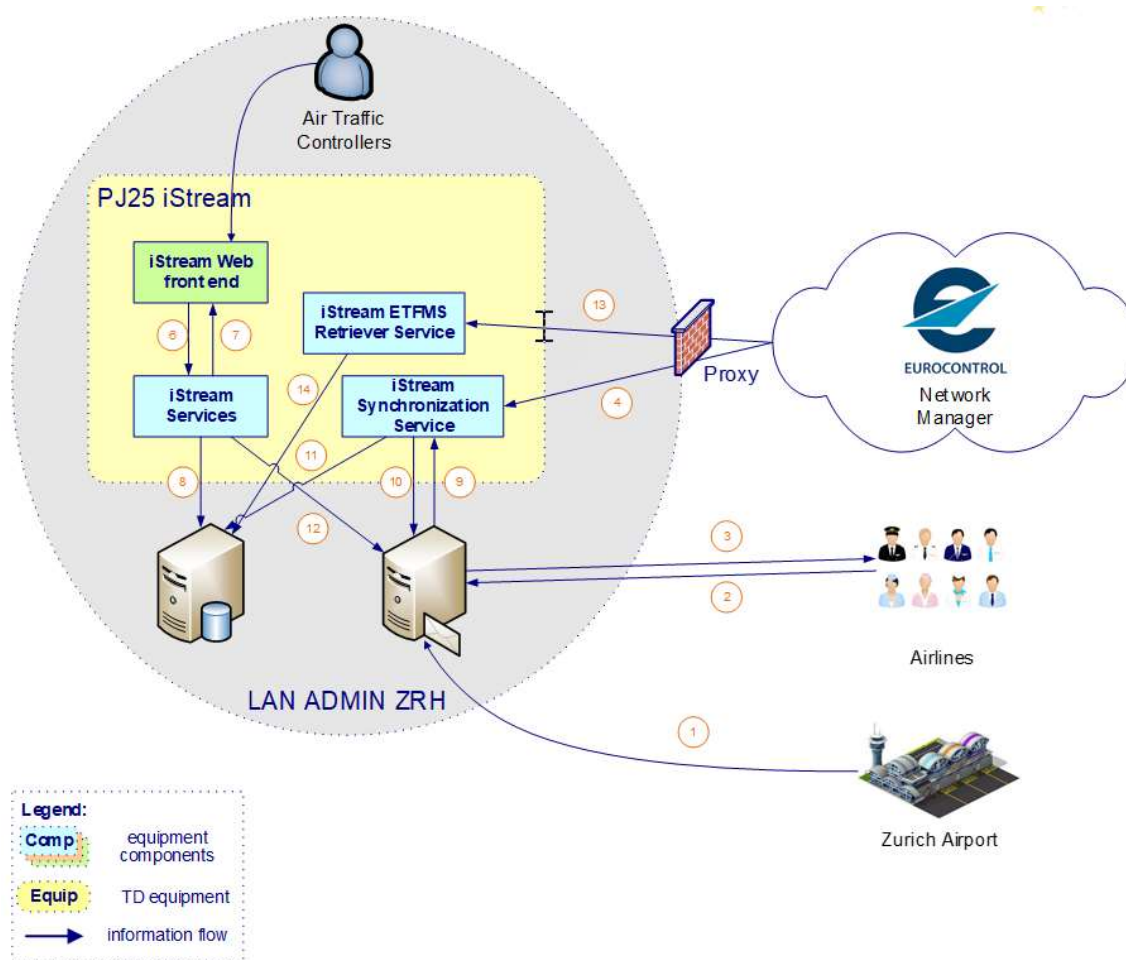 Air Traffic
Controllers
PJ25 iStream
iStream Web
frontend
iStream ETFMS
Retriever Service
13
6
7
Proxy
EUROCONTROL
Network
Manager
iStream
Services
14
iStream
Synchronization
Service
4
11
8
10
9
12
3
2
Airlines
LAN ADMIN ZRH
1
Zurich Airport
Legend:
Comp
equipment
components
Equip
TD equipment
information flow